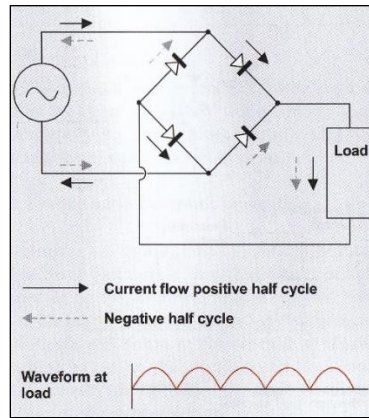 Load
Current flow positive half cycle
Negative half cycle
Waveform at
load